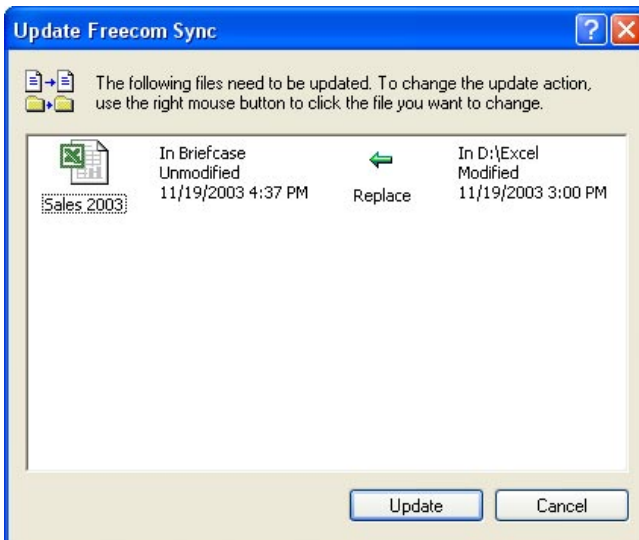 Update Freecom Sync
The following files need to be updated. To change the update action,
use the right mouse button to click the file you want to change.
Sales 2003
In Briefcase
Unmodified
11/19/2003 4:37 PM
Replace
In D:\Excel
Modified
11/19/2003 3:00 PM
Update
Cancel